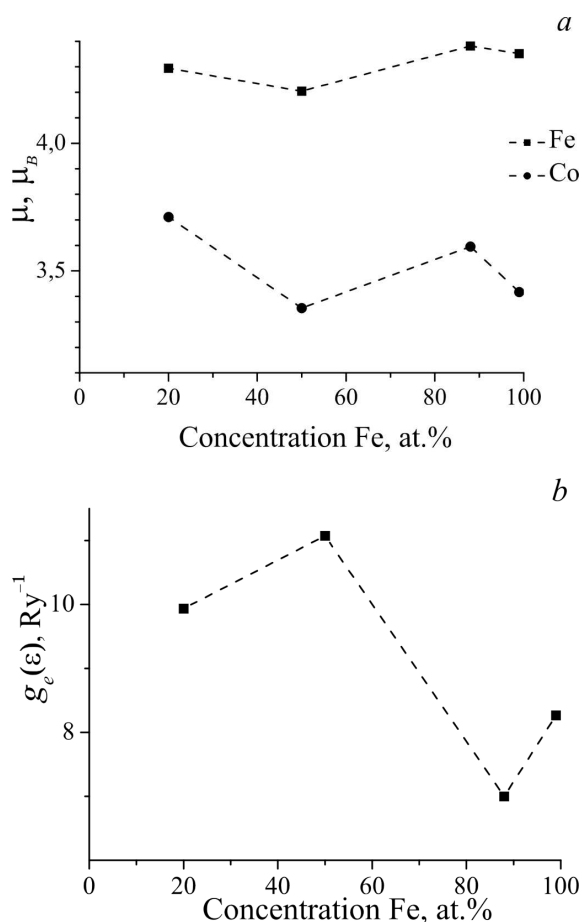 a
μ, μB
4,0
3,5
Fe
Co
0 20 40 60 80 100
Concentration Fe, at.%
b
ge(ε), Ry⁻¹
10
8
0 20 40 60 80 100
Concentration Fe, at.%